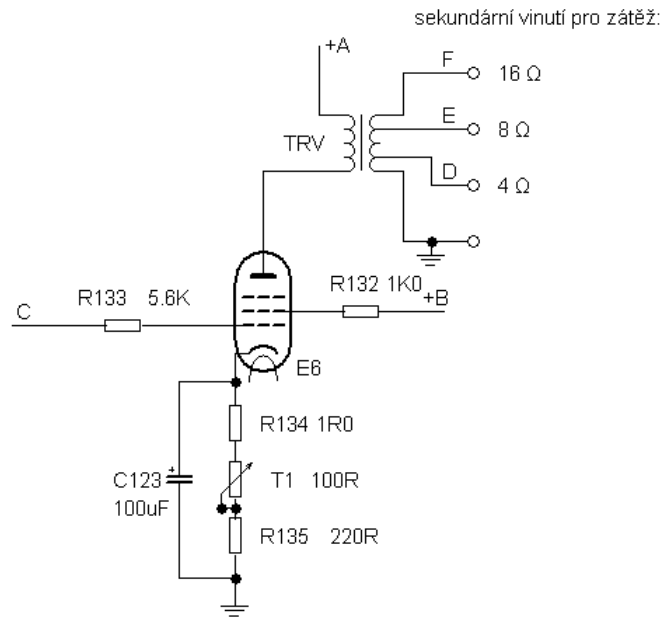 sekundární vinutí pro zátěž:
+A
F
16 Ω
E
8 Ω
TRV
D
4 Ω
R132 1K0
R133 5.6K
+B
C
E6
R134 1R0
C123
T1 100R
100uF
+
R135 220R